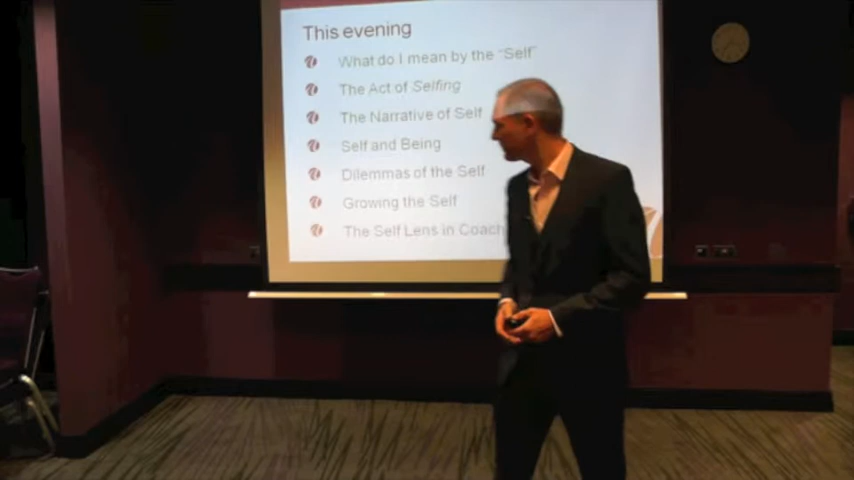 This evening
What do I mean by the "Self"
The Act of Selfing
The Narrative of Self
Self and Being
Dilemmas of the Self
Growing the Self
The Self Lens in Coach